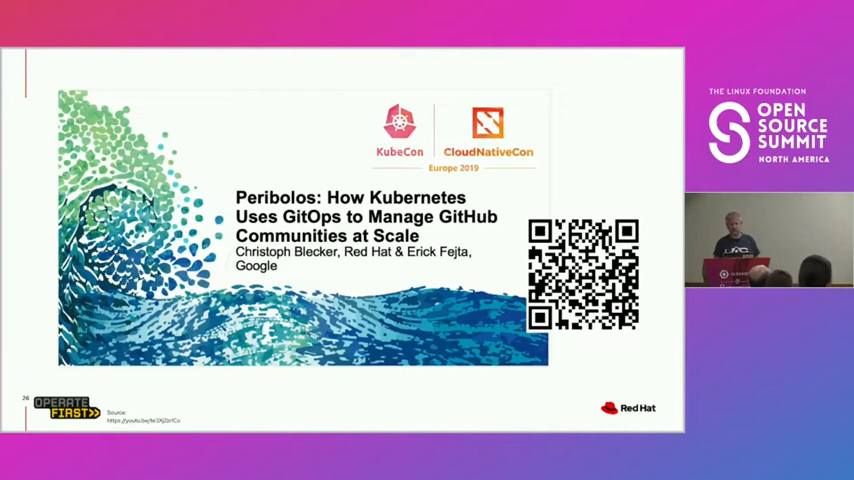 THE LINUX FOUNDATION
OPEN
SOURCE
SUMMIT
NORTH AMERICA
KubeCon
CloudNativeCon
Europe 2019
Peribolos: How Kubernetes
Uses GitOps to Manage GitHub
Communities at Scale
Christoph Blecker, Red Hat & Erick Fejta,
Google
26
OPERATE
FIRST
Source:
Red Hat